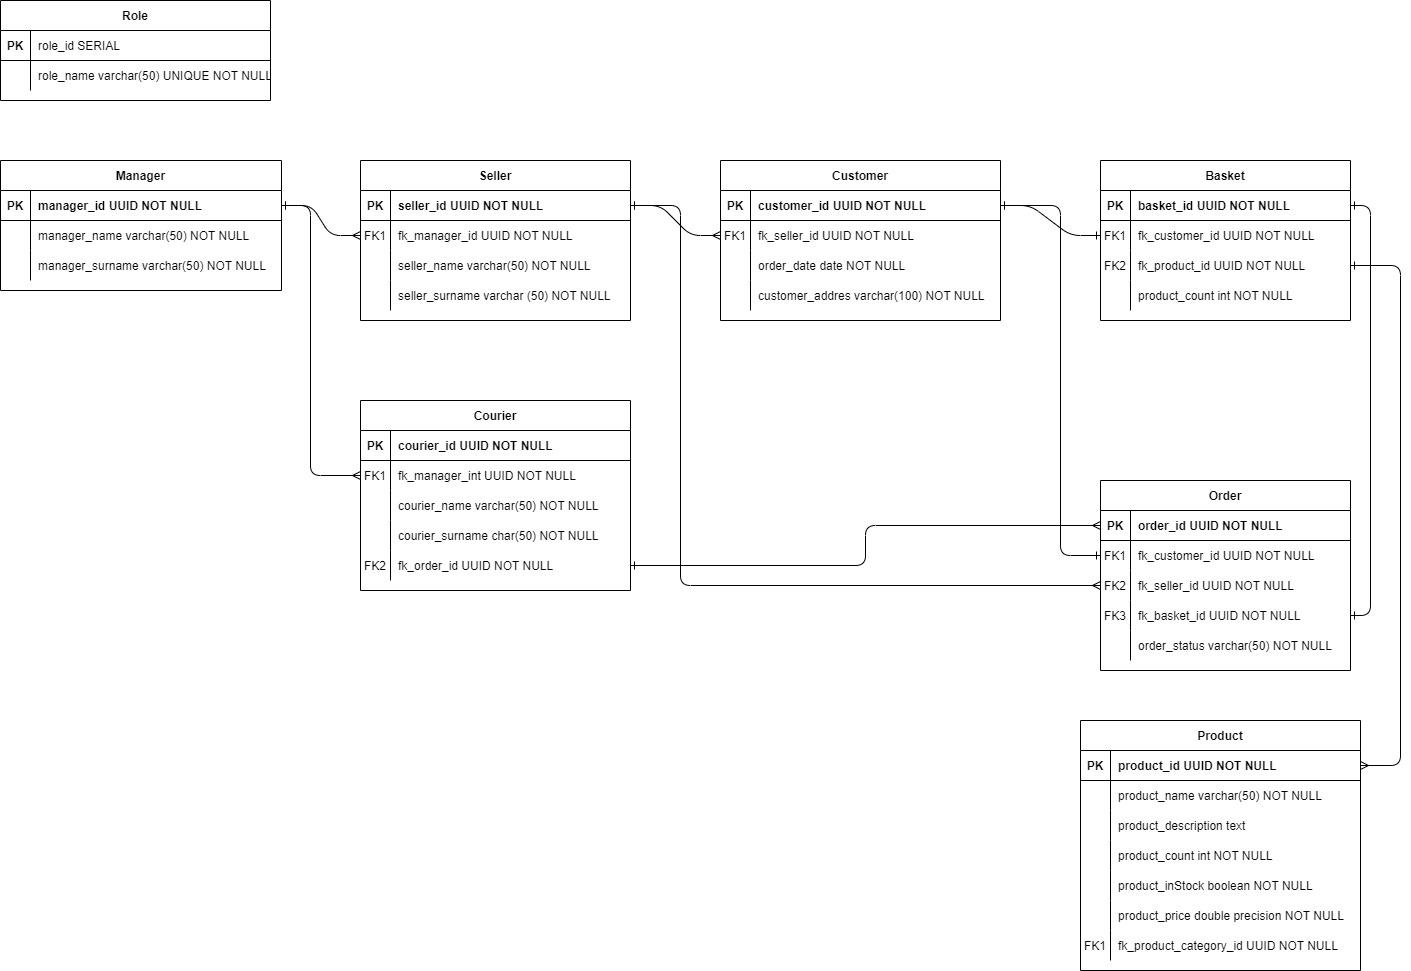 Role
PK role_id SERIAL
role_name varchar(50) UNIQUE NOT NULL
Manager
PK manager_id UUID NOT NULL
manager_name varchar(50) NOT NULL
manager_surname varchar(50) NOT NULL
Seller
PK seller_id UUID NOT NULL
FK1 fk_manager_id UUID NOT NULL
seller_name varchar(50) NOT NULL
seller_surname varchar (50) NOT NULL
Customer
PK customer_id UUID NOT NULL
FK1 fk_seller_id UUID NOT NULL
order_date date NOT NULL
customer_addres varchar(100) NOT NULL
Basket
PK basket_id UUID NOT NULL
FK1 fk_customer_id UUID NOT NULL
FK2 fk_product_id UUID NOT NULL
product_count int NOT NULL
Courier
PK courier_id UUID NOT NULL
FK1 fk_manager_int UUID NOT NULL
courier_name varchar(50) NOT NULL
courier_surname char(50) NOT NULL
FK2 fk_order_id UUID NOT NULL
Order
PK order_id UUID NOT NULL
FK1 fk_customer_id UUID NOT NULL
FK2 fk_seller_id UUID NOT NULL
FK3 fk_basket_id UUID NOT NULL
order_status varchar(50) NOT NULL
Product
PK product_id UUID NOT NULL
product_name varchar(50) NOT NULL
product_description text
product_count int NOT NULL
product_inStock boolean NOT NULL
product_price double precision NOT NULL
FK1 fk_product_category_id UUID NOT NULL